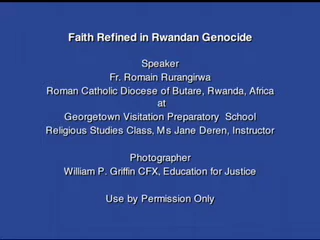 Faith Refined in Rwandan Genocide
Speaker
Fr. Romain Rurangirwa
Roman Catholic Diocese of Butare, Rwanda, Africa
at
Georgetown Visitation Preparatory School
Religious Studies Class, Ms Jane Deren, Instructor
Photographer
William P. Griffin CFX, Education for Justice
Use by Permission Only